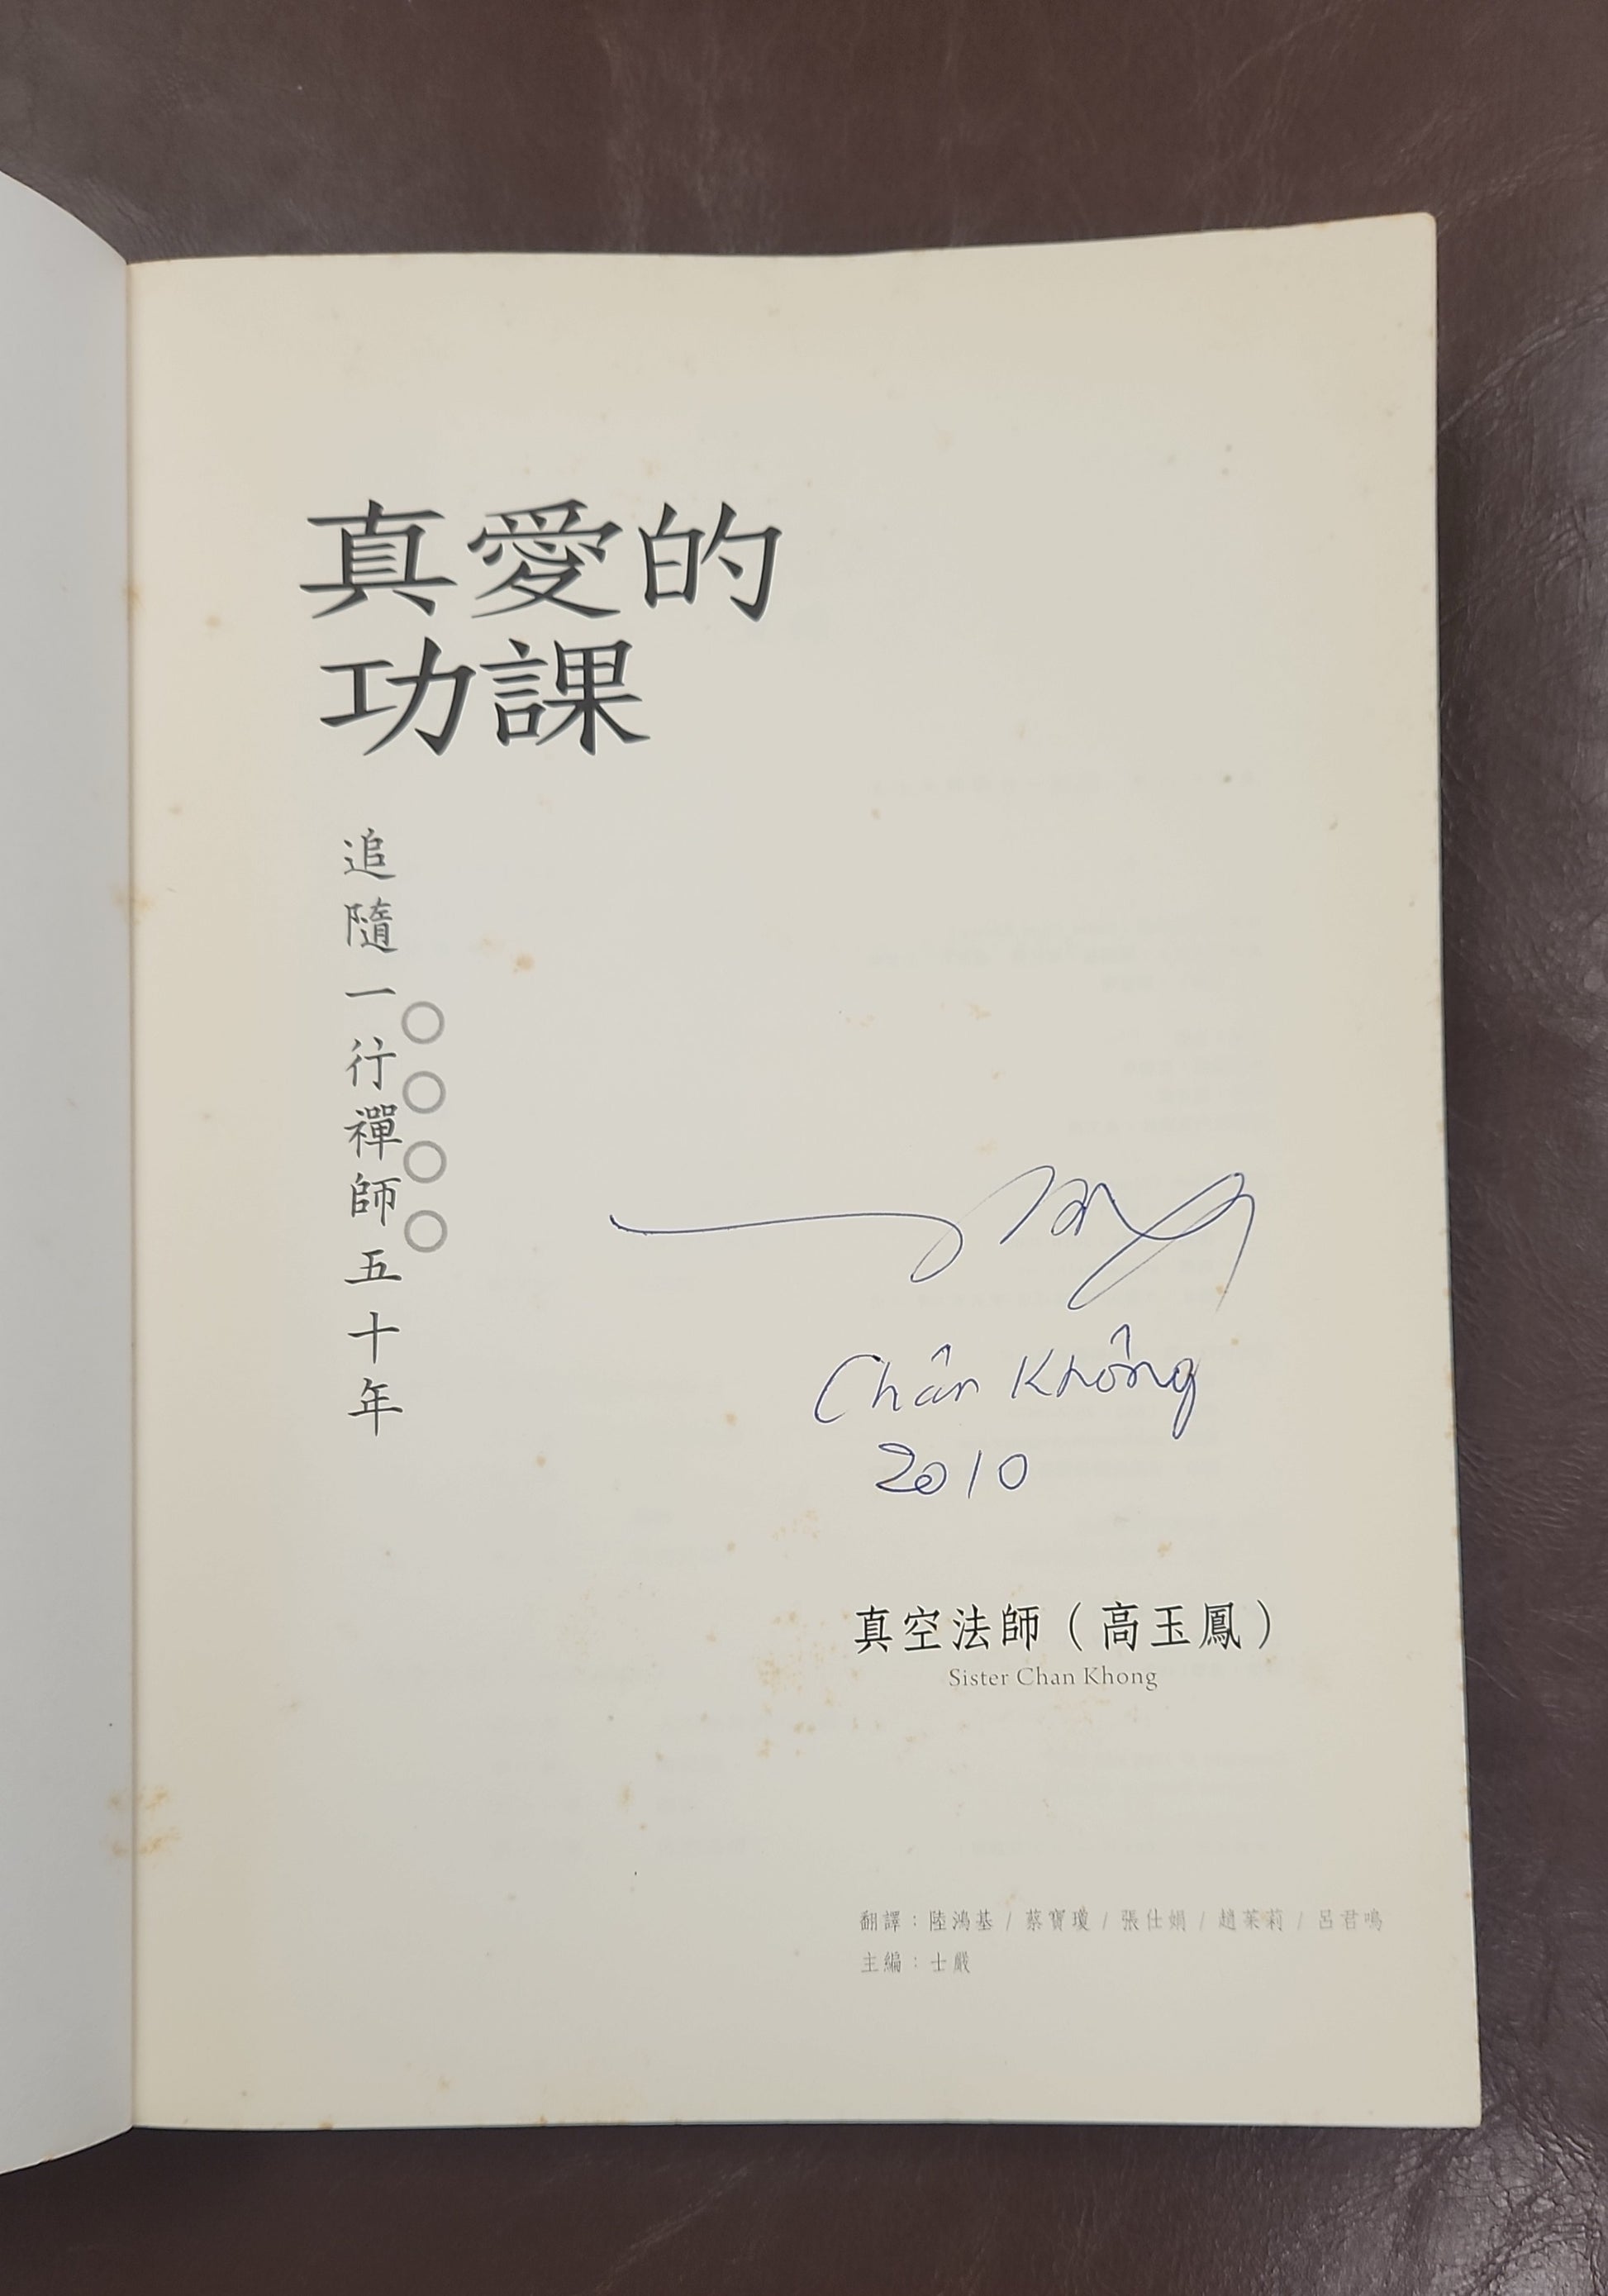 真愛的
功課
追隨一行禪師五十年
Chân Không
2010
真空法師（高玉鳳）
Sister Chan Khong
翻譯：陸鴻基 / 蔡寶瓊 / 張仕娟 / 趙茱莉 / 呂君鳴
主編：士嚴